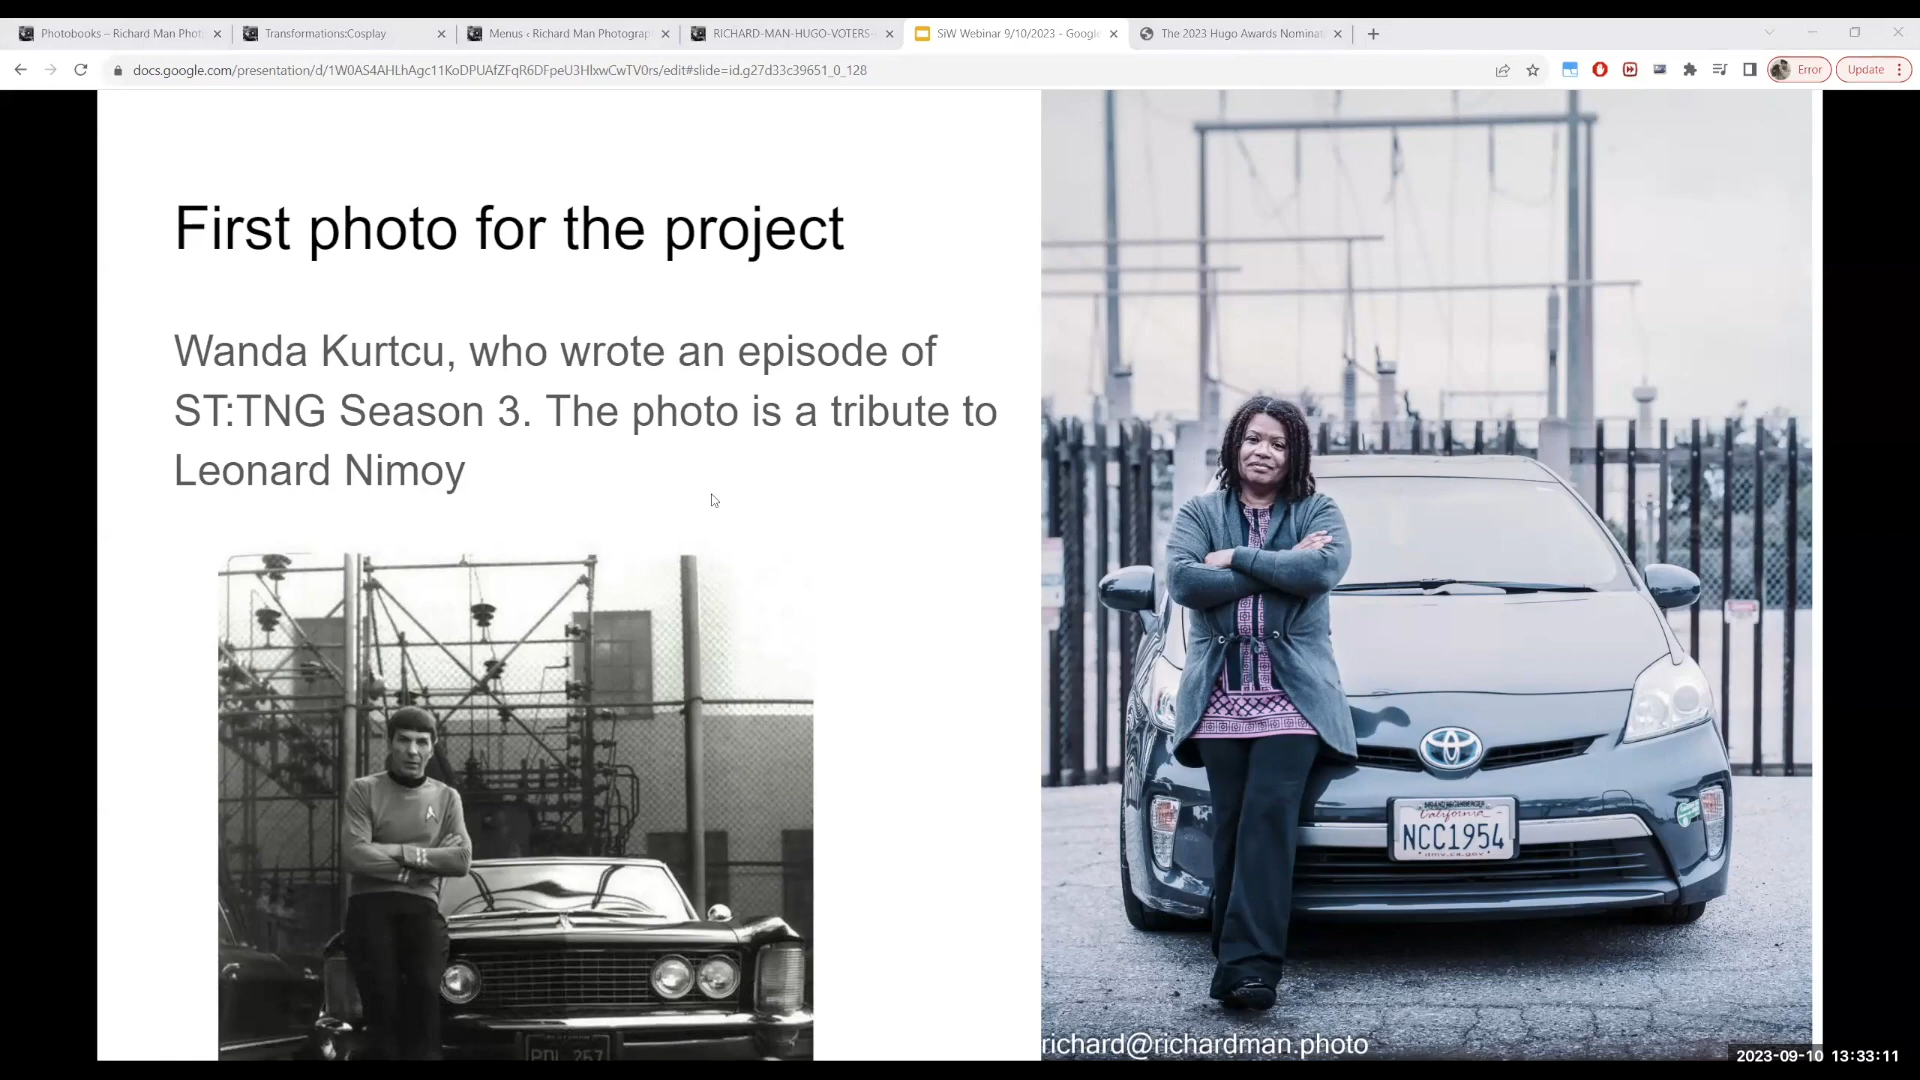 Photobooks – Richard Man Phot
Transformations:Cosplay
Menus ‹ Richard Man Photograp
RICHARD-MAN-HUGO-VOTERS-
SiW Webinar 9/10/2023 - Google
The 2023 Hugo Awards Nominat
docs.google.com/presentation/d/1W0AS4AHLhAgc11KoDPUAfZFqR6DFpeU3HlxwCwTV0rs/edit#slide=id.g27d33c39651_0_128
Error
Update
First photo for the project
Wanda Kurtcu, who wrote an episode of
ST:TNG Season 3. The photo is a tribute to
Leonard Nimoy
California
NCC1954
dmv.ca.gov
richard@richardman.photo
2023-09-10 13:33:11